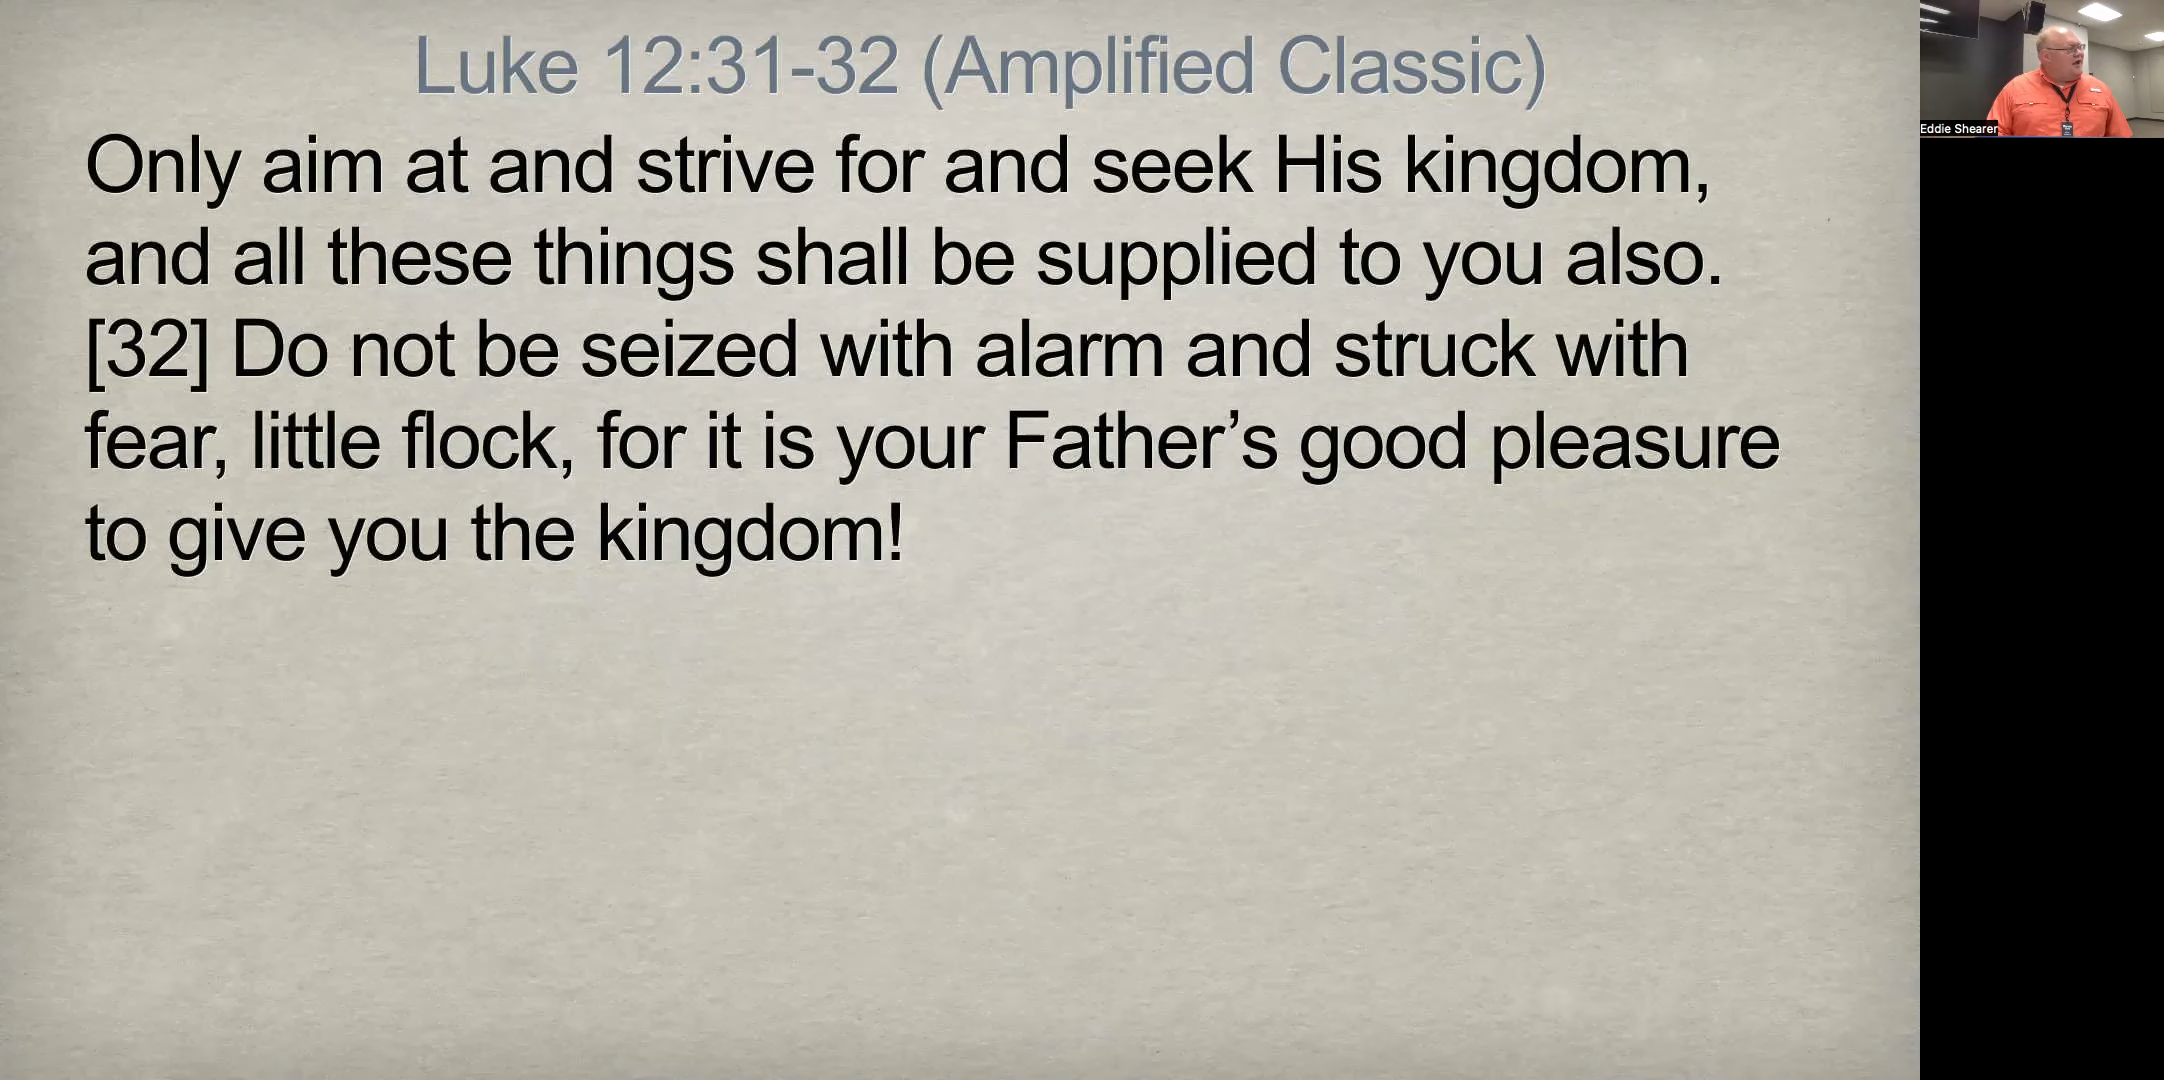 Luke 12:31-32 (Amplified Classic)
Only aim at and strive for and seek His kingdom,
and all these things shall be supplied to you also.
[32] Do not be seized with alarm and struck with
fear, little flock, for it is your Father’s good pleasure
to give you the kingdom!
Eddie Shearer